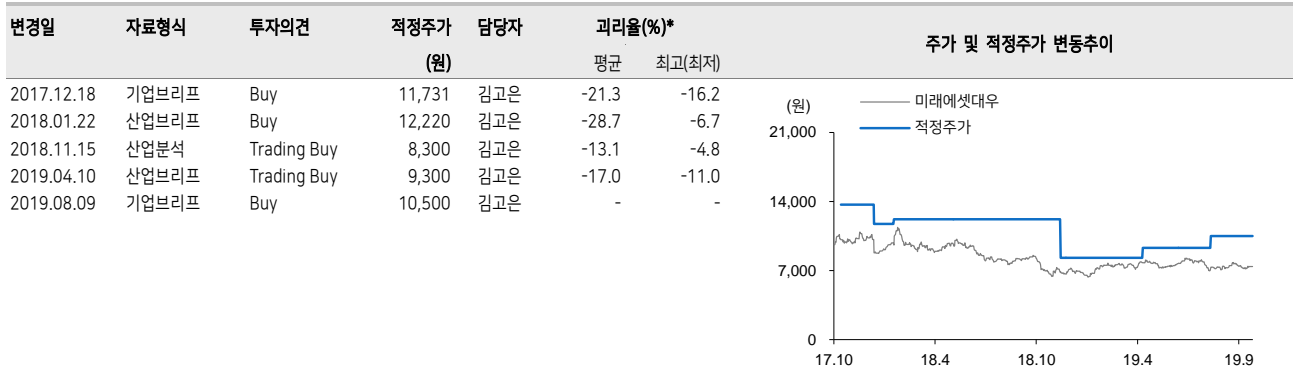 변경일 자료형식 투자의견 적정주가 담당자 괴리율(%)*
(원) 평균 최고(최저)
2017.12.18 기업브리프 Buy 11,731 김고은 -21.3 -16.2
2018.01.22 산업브리프 Buy 12,220 김고은 -28.7 -6.7
2018.11.15 산업분석 Trading Buy 8,300 김고은 -13.1 -4.8
2019.04.10 산업브리프 Trading Buy 9,300 김고은 -17.0 -11.0
2019.08.09 기업브리프 Buy 10,500 김고은 - -
주가 및 적정주가 변동추이
(원)
미래에셋대우
적정주가
21,000
14,000
7,000
0
17.10 18.4 18.10 19.4 19.9